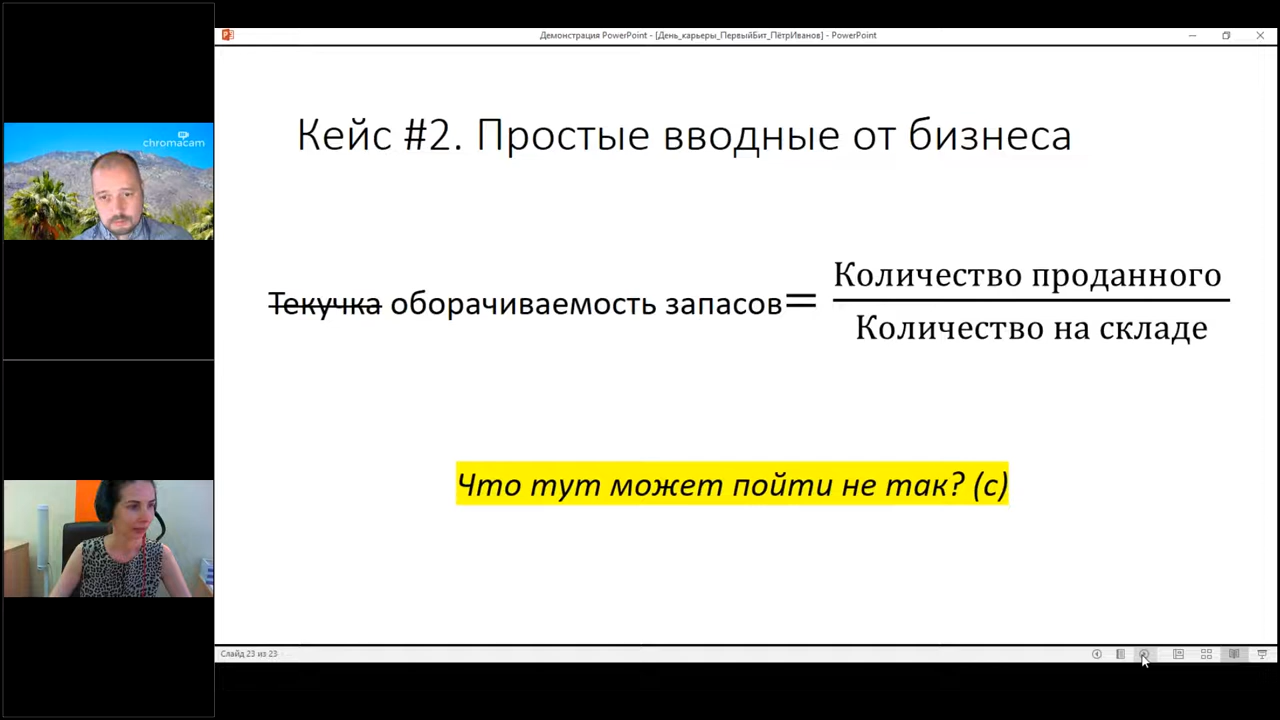 Демонстрация PowerPoint - [День_карьеры_ПервыйБит_ПётрИванов] - PowerPoint
chromacam
Кейс #2. Простые вводные от бизнеса
Текучка оборачиваемость запасов = Количество проданного
Количество на складе
Что тут может пойти не так? (с)
Слайд 23 из 23